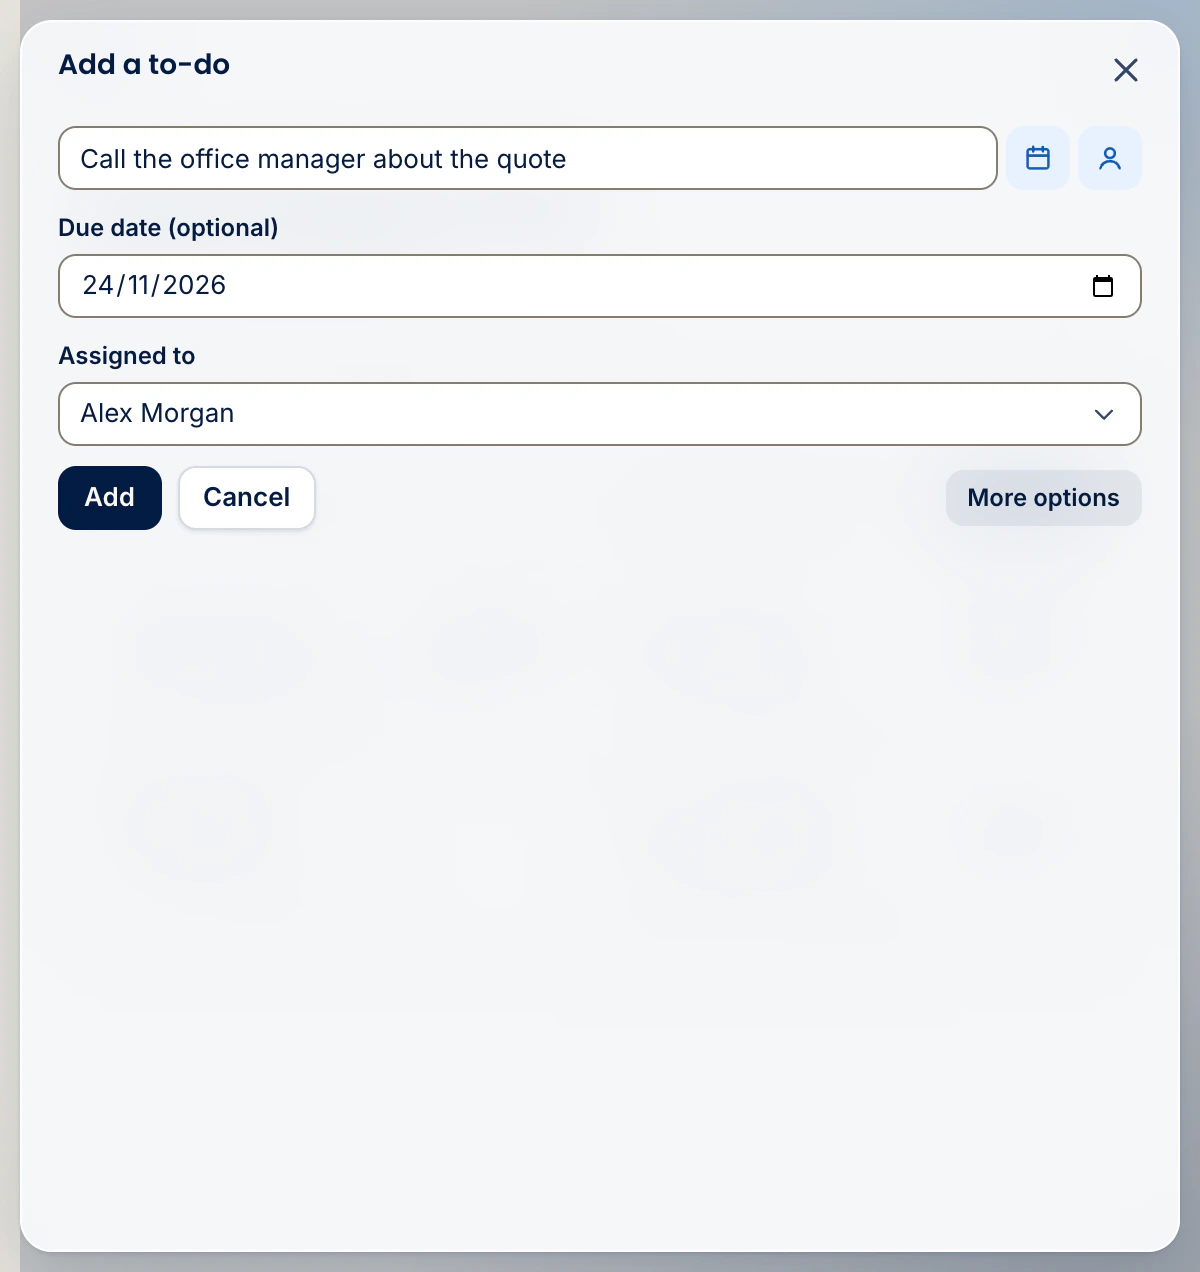 Add a to-do
Call the office manager about the quote
Due date (optional)
24/11/2026
Assigned to
Alex Morgan
Add
Cancel
More options